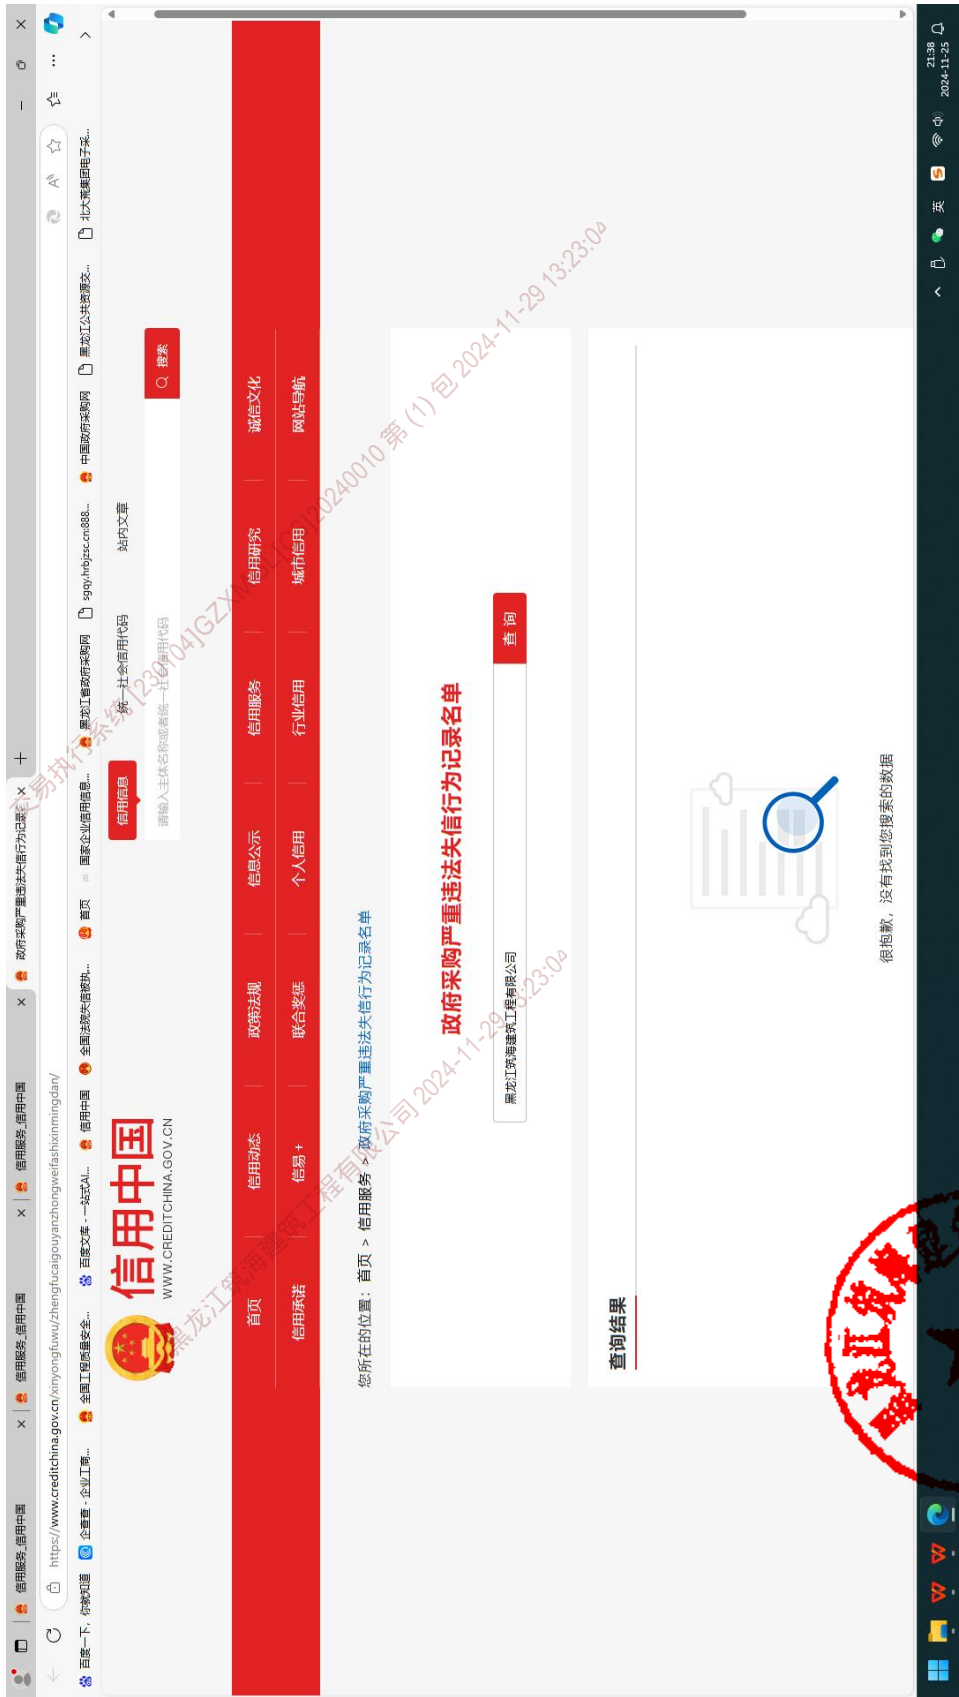 信用服务_信用中国
信用服务_信用中国
信用服务_信用中国
政府采购严重违法失信行为记录名
https://www.creditchina.gov.cn/xinyongfuwu/zhengfucaigouyanzhongweifashixinmingdan/
百度一下，你就知道
企查查 - 企业工商...
全国工程质量安全...
百度文库 - 一站式AI...
信用中国
全国法院失信被执...
首页
国家企业信用信息...
黑龙江省政府采购网
sgqy.hrbjzsc.cn:888...
中国政府采购网
黑龙江公共资源交...
北大荒集团电子采...
信用中国
WWW.CREDITCHINA.GOV.CN
信用信息
统一社会信用代码
站内文章
请输入主体名称或者统一社会信用代码
搜索
首页
信用动态
政策法规
信息公示
信用服务
信用研究
诚信文化
信用承诺
信易 +
联合奖惩
个人信用
行业信用
城市信用
网站导航
您所在的位置：首页 > 信用服务 > 政府采购严重违法失信行为记录名单
政府采购严重违法失信行为记录名单
黑龙江筑海建筑工程有限公司
查 询
查询结果
很抱歉，没有找到您搜索的数据
英
21:38
2024-11-25
交易执行系统 [230104]GZXM[CS]20240010 第 (1) 包 2024-11-29 13:23:04
黑龙江筑海建筑工程有限公司 2024-11-29 13:23:04